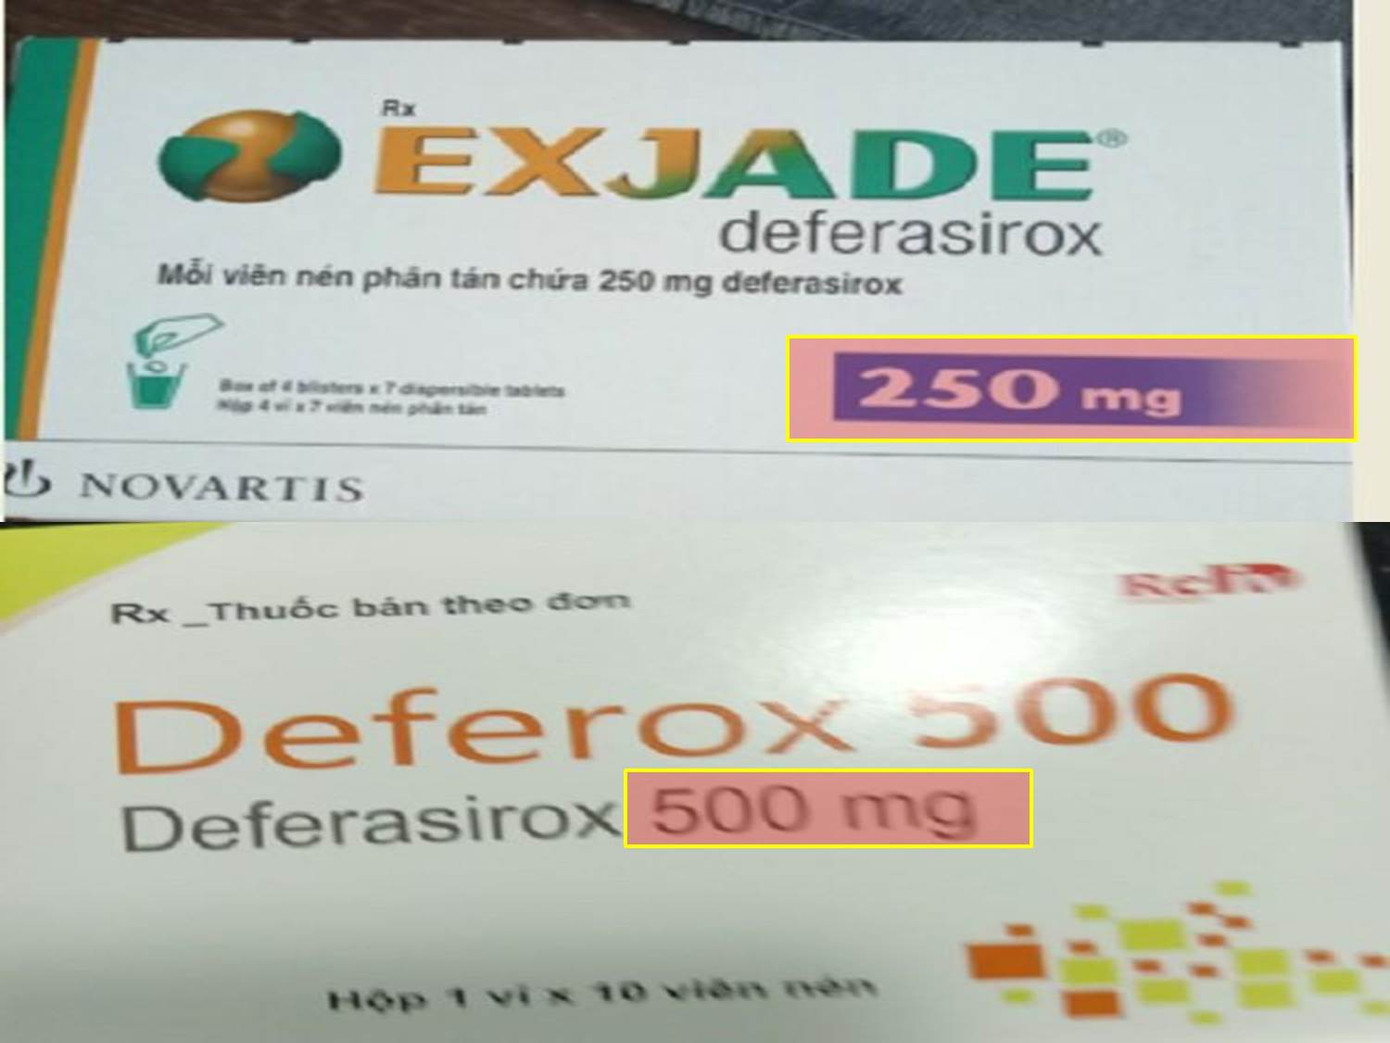 Rx
EXJADE®
deferasirox
Mỗi viên nén phân tán chứa 250 mg deferasirox
Box of 4 blisters x 7 dispersible tablets
Hộp 4 vỉ x 7 viên nén phân tán
250 mg
NOVARTIS
Rx _Thuốc bán theo đơn
Deferox 500
Deferasirox 500 mg
Hộp 1 vỉ x 10 viên nén